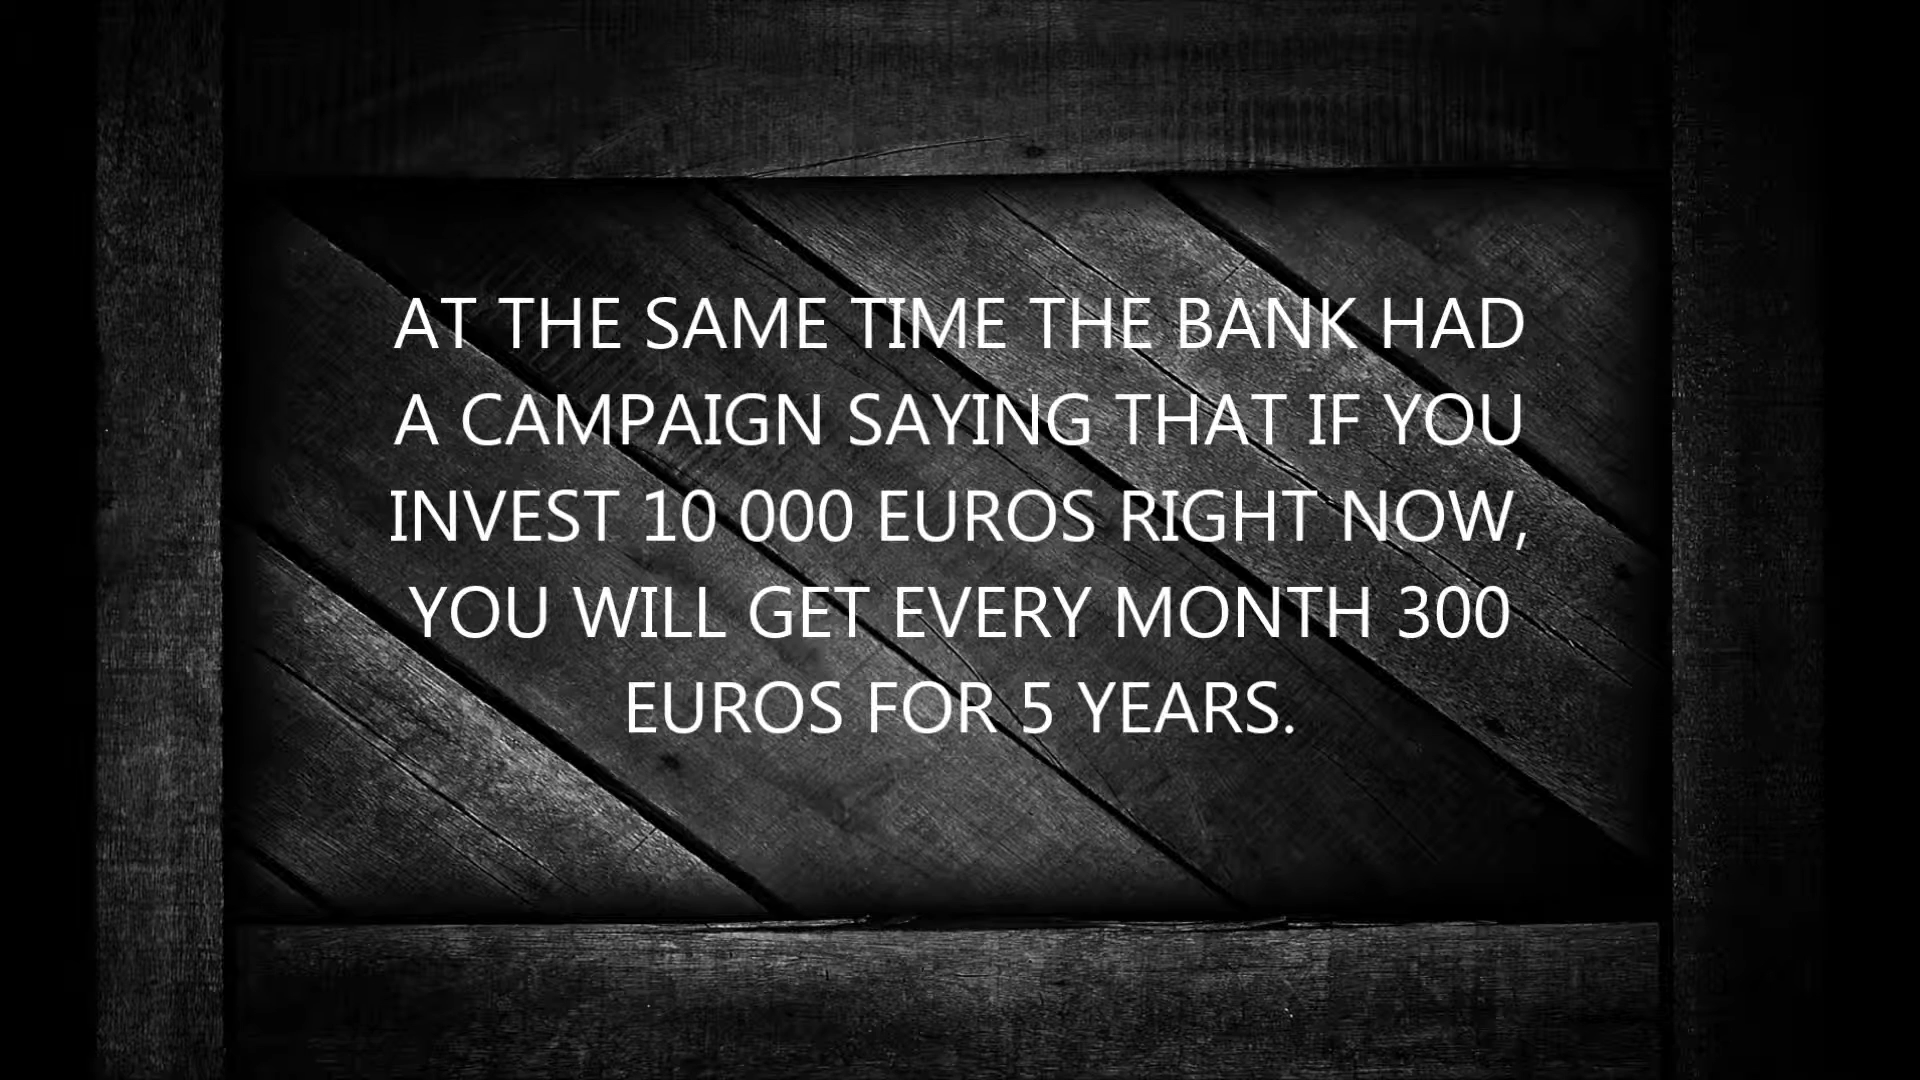 AT THE SAME TIME THE BANK HAD
A CAMPAIGN SAYING THAT IF YOU
INVEST 10 000 EUROS RIGHT NOW,
YOU WILL GET EVERY MONTH 300
EUROS FOR 5 YEARS.